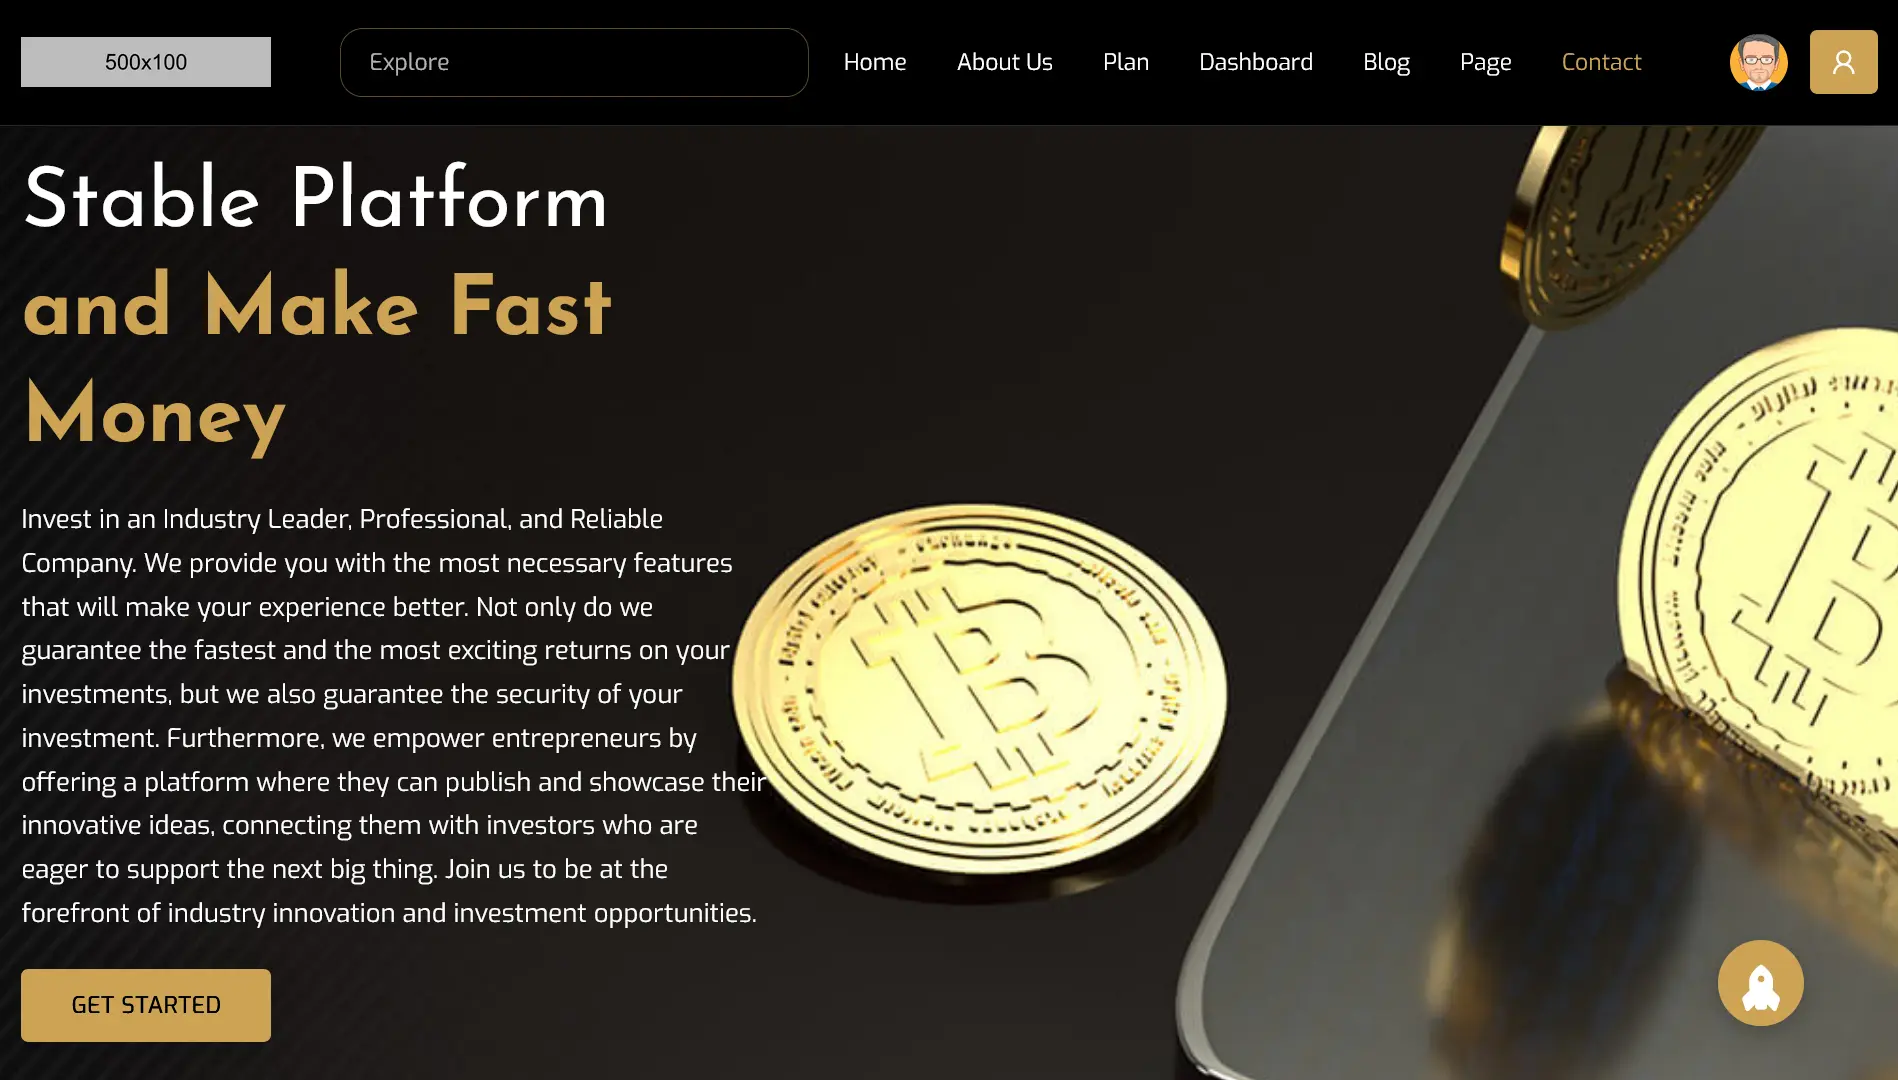 500x100
Explore
Home
About Us
Plan
Dashboard
Blog
Page
Contact
Stable Platform
and Make Fast
Money
Invest in an Industry Leader, Professional, and Reliable
Company. We provide you with the most necessary features
that will make your experience better. Not only do we
guarantee the fastest and the most exciting returns on your
investments, but we also guarantee the security of your
investment. Furthermore, we empower entrepreneurs by
offering a platform where they can publish and showcase their
innovative ideas, connecting them with investors who are
eager to support the next big thing. Join us to be at the
forefront of industry innovation and investment opportunities.
GET STARTED